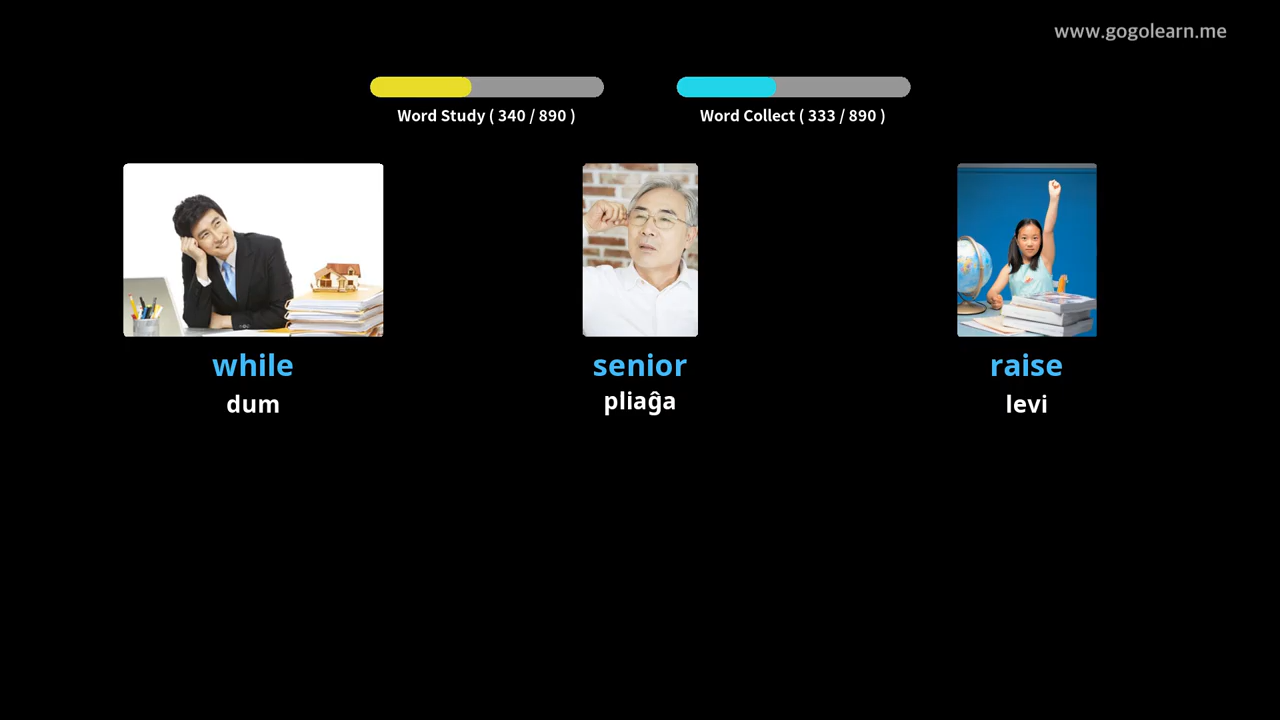 www.gogolearn.me
Word Study ( 340 / 890 )
Word Collect ( 333 / 890 )
while
senior
raise
dum
pliaĝa
levi